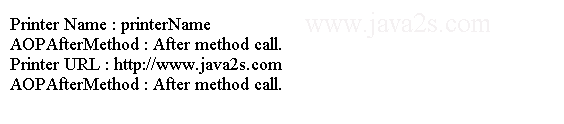 www.java2s.com
Printer Name : printerName
AOPAfterMethod : After method call.
Printer URL : http://www.java2s.com
AOPAfterMethod : After method call.